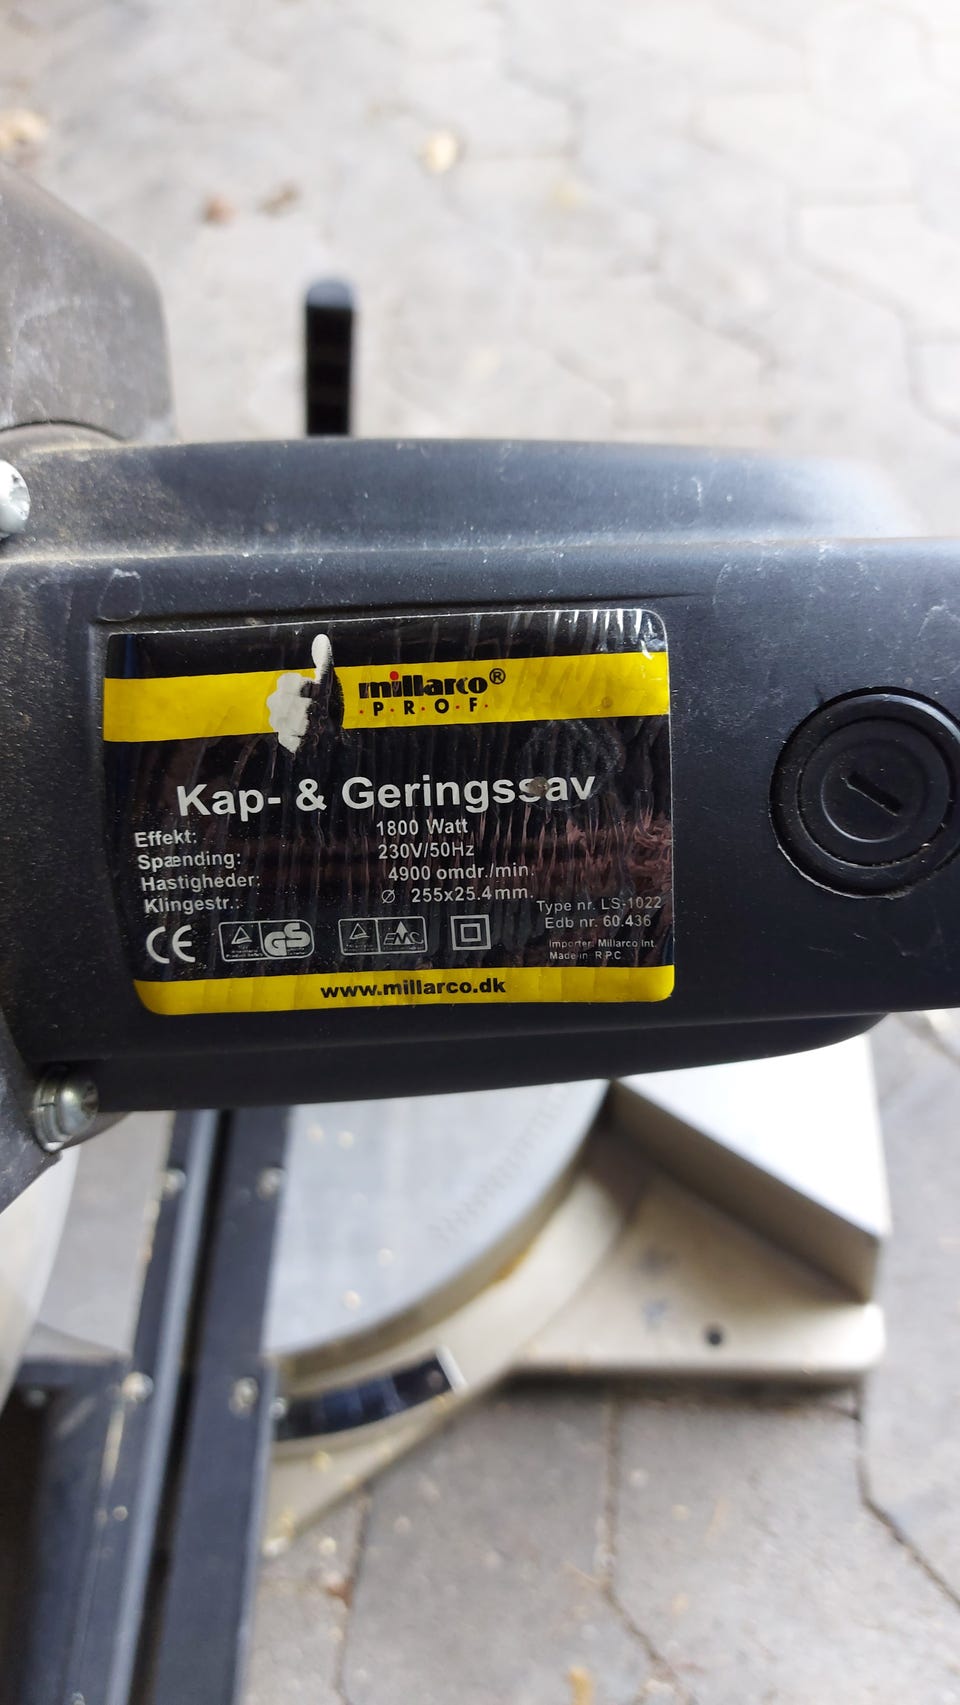 millarco®
P.R.O.F.
Kap- & Geringssav
Effekt: 1800 Watt
Spænding: 230V/50Hz
Hastigheder: 4900 omdr./min.
Klingestr.: Ø 255x25.4mm.
Type nr. LS-1022
Edb nr. 60.436
CE GS EMC
Importer: Millarco Int.
Made in R P C
www.millarco.dk